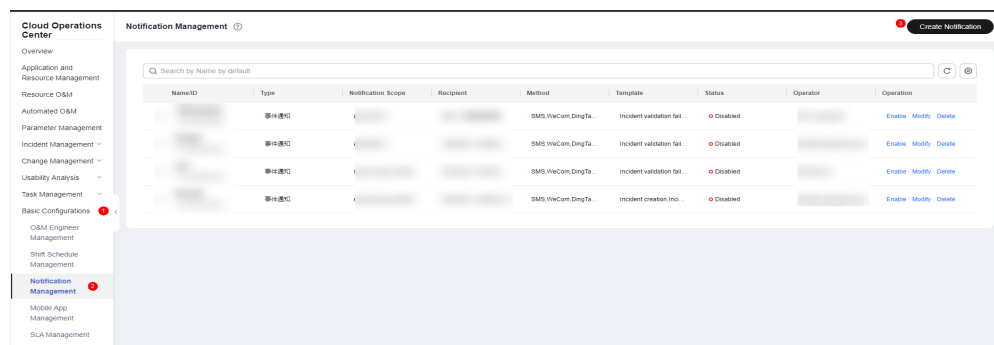 Cloud Operations
Center
Notification Management
3
Create Notification
Overview
Application and
Resource Management
Resource O&M
Automated O&M
Parameter Management
Incident Management
Change Management
Usability Analysis
Task Management
Basic Configurations 1
O&M Engineer
Management
Shift Schedule
Management
Notification
Management 2
Mobile App
Management
SLA Management
Search by Name by default
Name/ID Type Notification Scope Recipient Method Template Status Operator Operation
事件通知 SMS,WeCom,DingTa... Incident validation fail... Disabled Enable Modify Delete
事件通知 SMS,WeCom,DingTa... Incident validation fail... Disabled Enable Modify Delete
事件通知 SMS,WeCom,DingTa... Incident validation fail... Disabled Enable Modify Delete
事件通知 SMS,WeCom,DingTa... Incident creation,Inci... Disabled Enable Modify Delete